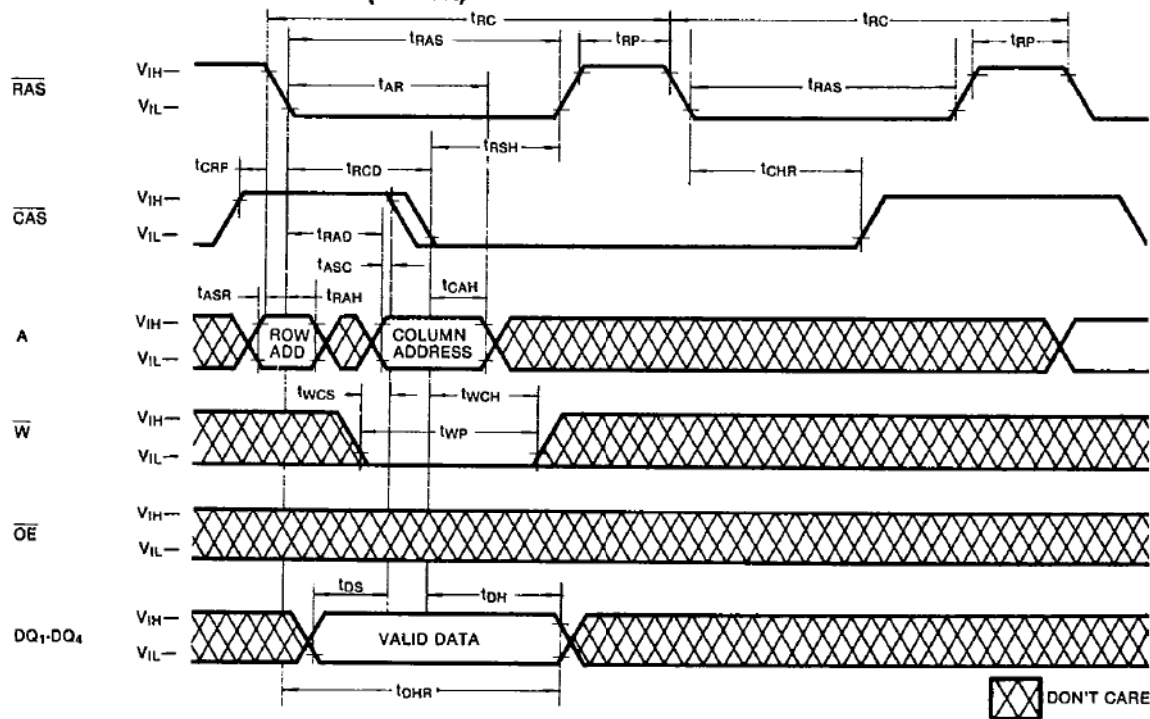 tRC tRC
tRAS tRP tRP
RAS VIH— tAR tRAS
VIL—
tRSH
tCRP tRCD tCHR
CAS VIH—
VIL— tRAD
tASC
tCAH
tASR tRAH
A VIH— ROW ADD COLUMN ADDRESS
VIL—
tWCS tWCH
W VIH— tWP
VIL—
OE VIH—
VIL—
tDS tDH
DQ1-DQ4 VIH— VALID DATA
VIL—
tDHR
DON'T CARE